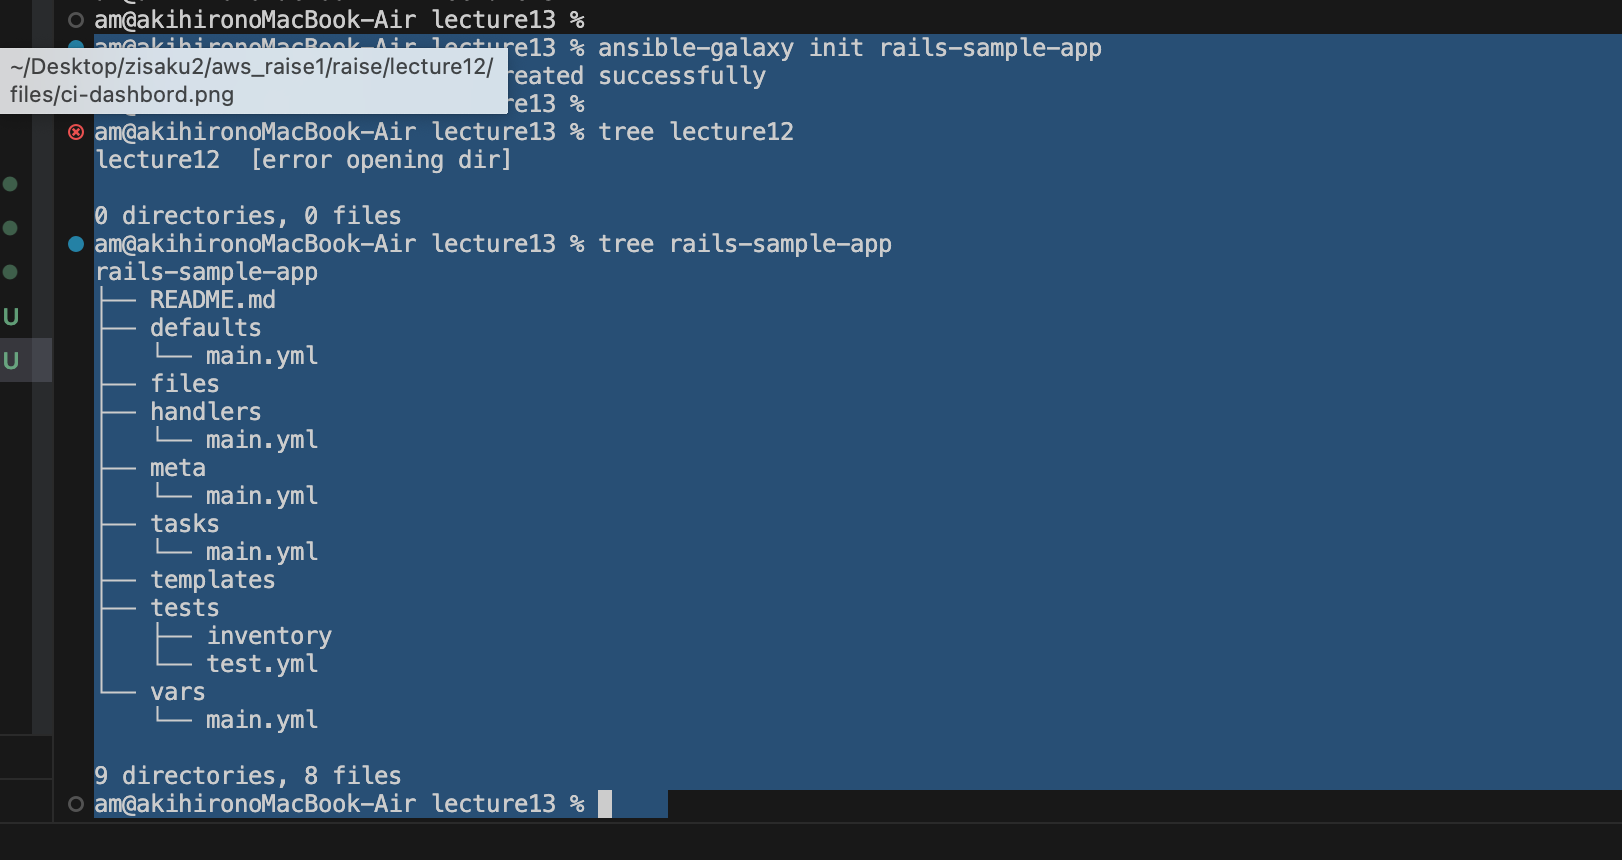 am@akihironoMacBook-Air lecture13 %
am@akihironoMacBook-Air lecture13 % ansible-galaxy init rails-sample-app
~/Desktop/zisaku2/aws_raise1/raise/lecture12/
files/ci-dashbord.png
reated successfully
re13 %
am@akihironoMacBook-Air lecture13 % tree lecture12
lecture12  [error opening dir]
0 directories, 0 files
am@akihironoMacBook-Air lecture13 % tree rails-sample-app
rails-sample-app
├── README.md
├── defaults
│   └── main.yml
├── files
├── handlers
│   └── main.yml
├── meta
│   └── main.yml
├── tasks
│   └── main.yml
├── templates
├── tests
│   ├── inventory
│   └── test.yml
└── vars
    └── main.yml
9 directories, 8 files
am@akihironoMacBook-Air lecture13 %
U
U